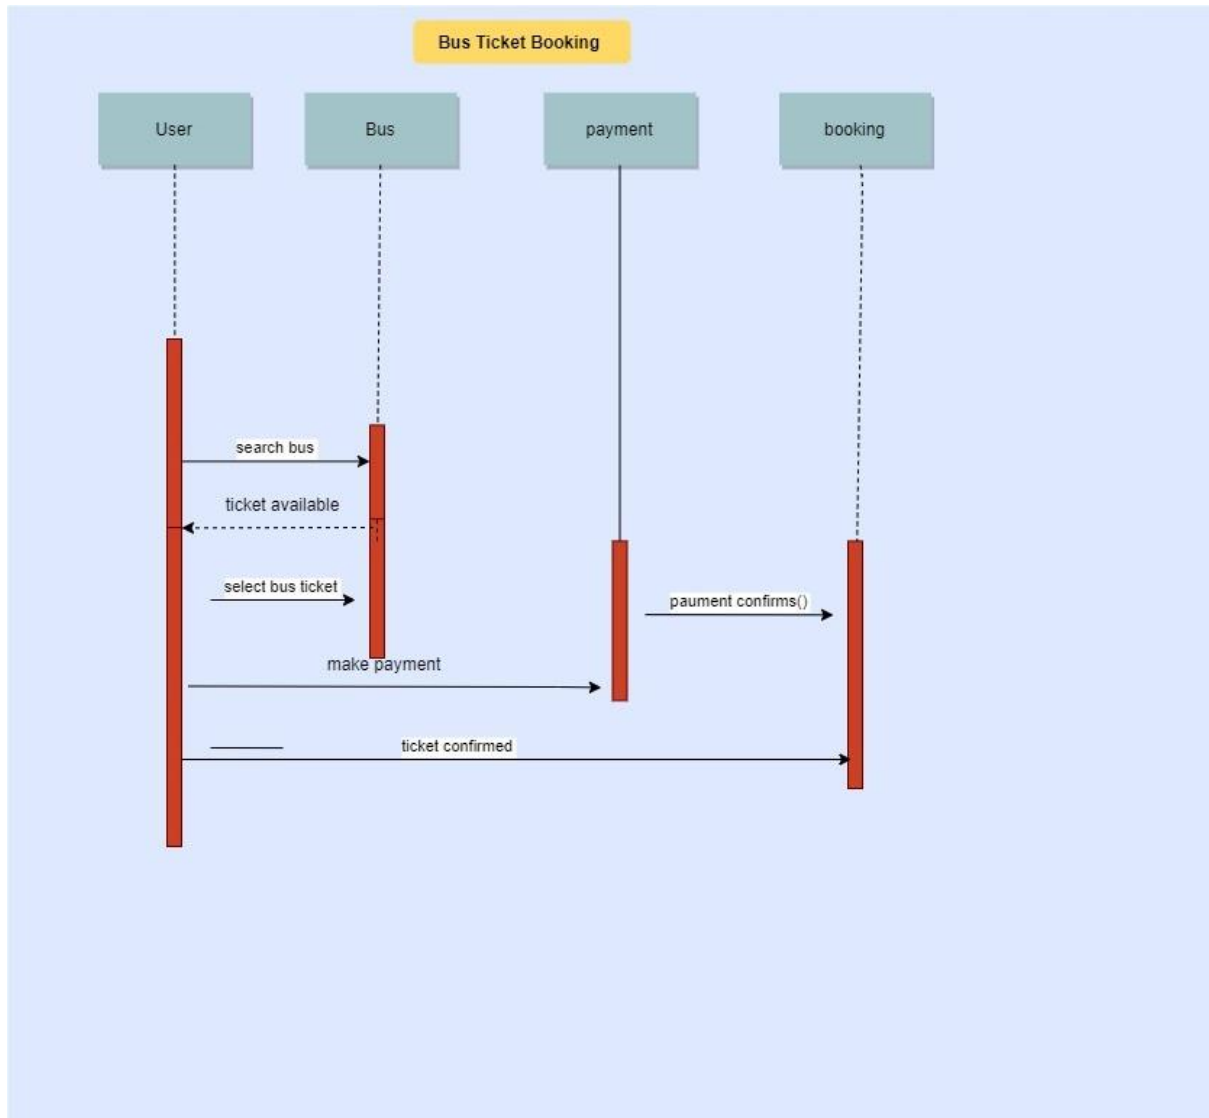 Bus Ticket Booking
User
Bus
payment
booking
search bus
ticket available
select bus ticket
paument confirms()
make payment
ticket confirmed